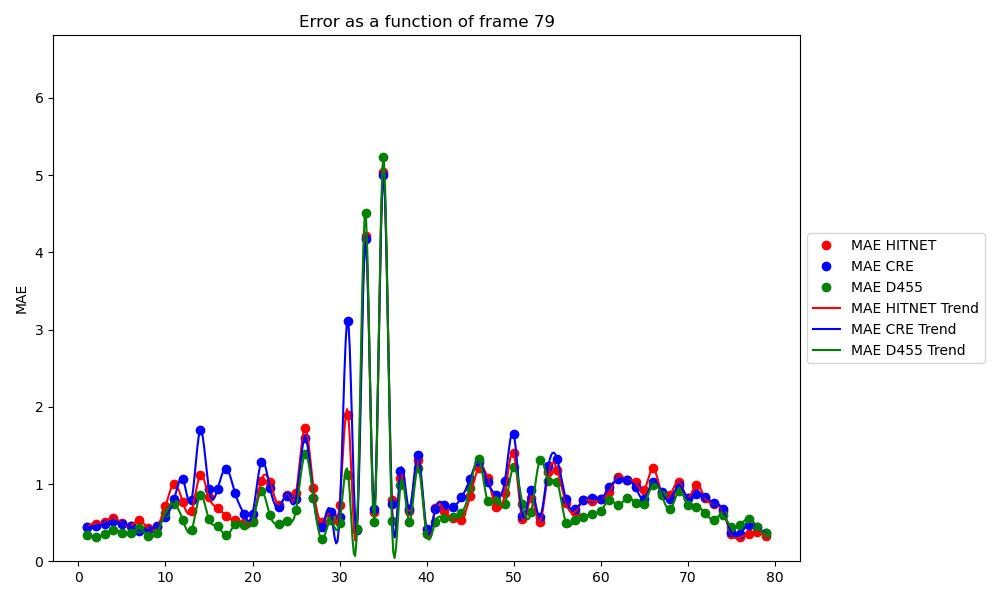 Error as a function of frame 79
MAE
6
5
4
3
2
1
0
0 10 20 30 40 50 60 70 80
MAE HITNET
MAE CRE
MAE D455
MAE HITNET Trend
MAE CRE Trend
MAE D455 Trend